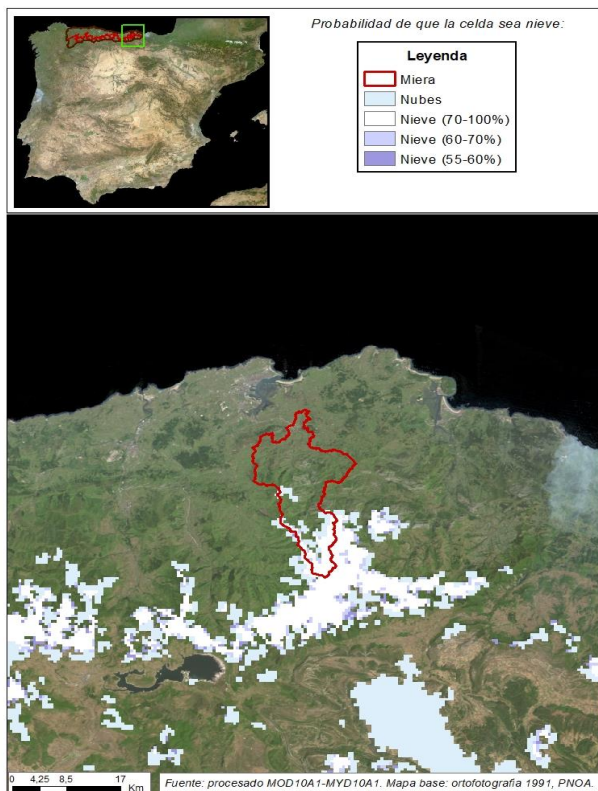 Probabilidad de que la celda sea nieve:
Leyenda
Miera
Nubes
Nieve (70-100%)
Nieve (60-70%)
Nieve (55-60%)
0 4,25 8,5 17
Km
Fuente: procesado MOD10A1-MYD10A1. Mapa base: ortofotografia 1991, PNOA.